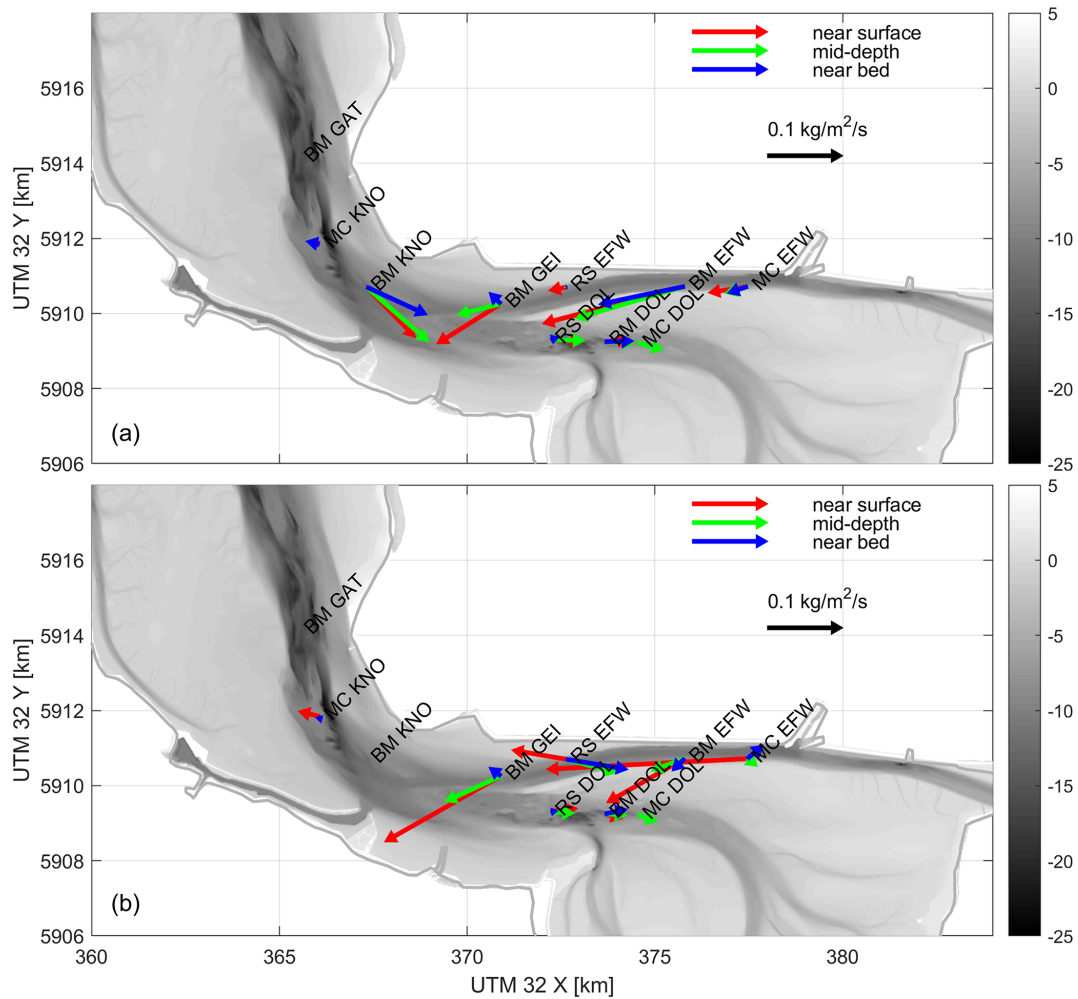 near surface
mid-depth
near bed
0.1 kg/m²/s
BM GAT
MC KNO
BM KNO
BM GEI
RS EFW
BM EFW
MC EFW
RS DOL
BM DOL
MC DOL
(a)
UTM 32 Y [km]
5916
5914
5912
5910
5908
5906
5
0
-5
-10
-15
-20
-25
near surface
mid-depth
near bed
0.1 kg/m²/s
BM GAT
MC KNO
BM KNO
BM GEI
RS EFW
BM EFW
MC EFW
RS DOL
BM DOL
MC DOL
(b)
UTM 32 Y [km]
5916
5914
5912
5910
5908
5906
5
0
-5
-10
-15
-20
-25
360
365
370
375
380
UTM 32 X [km]